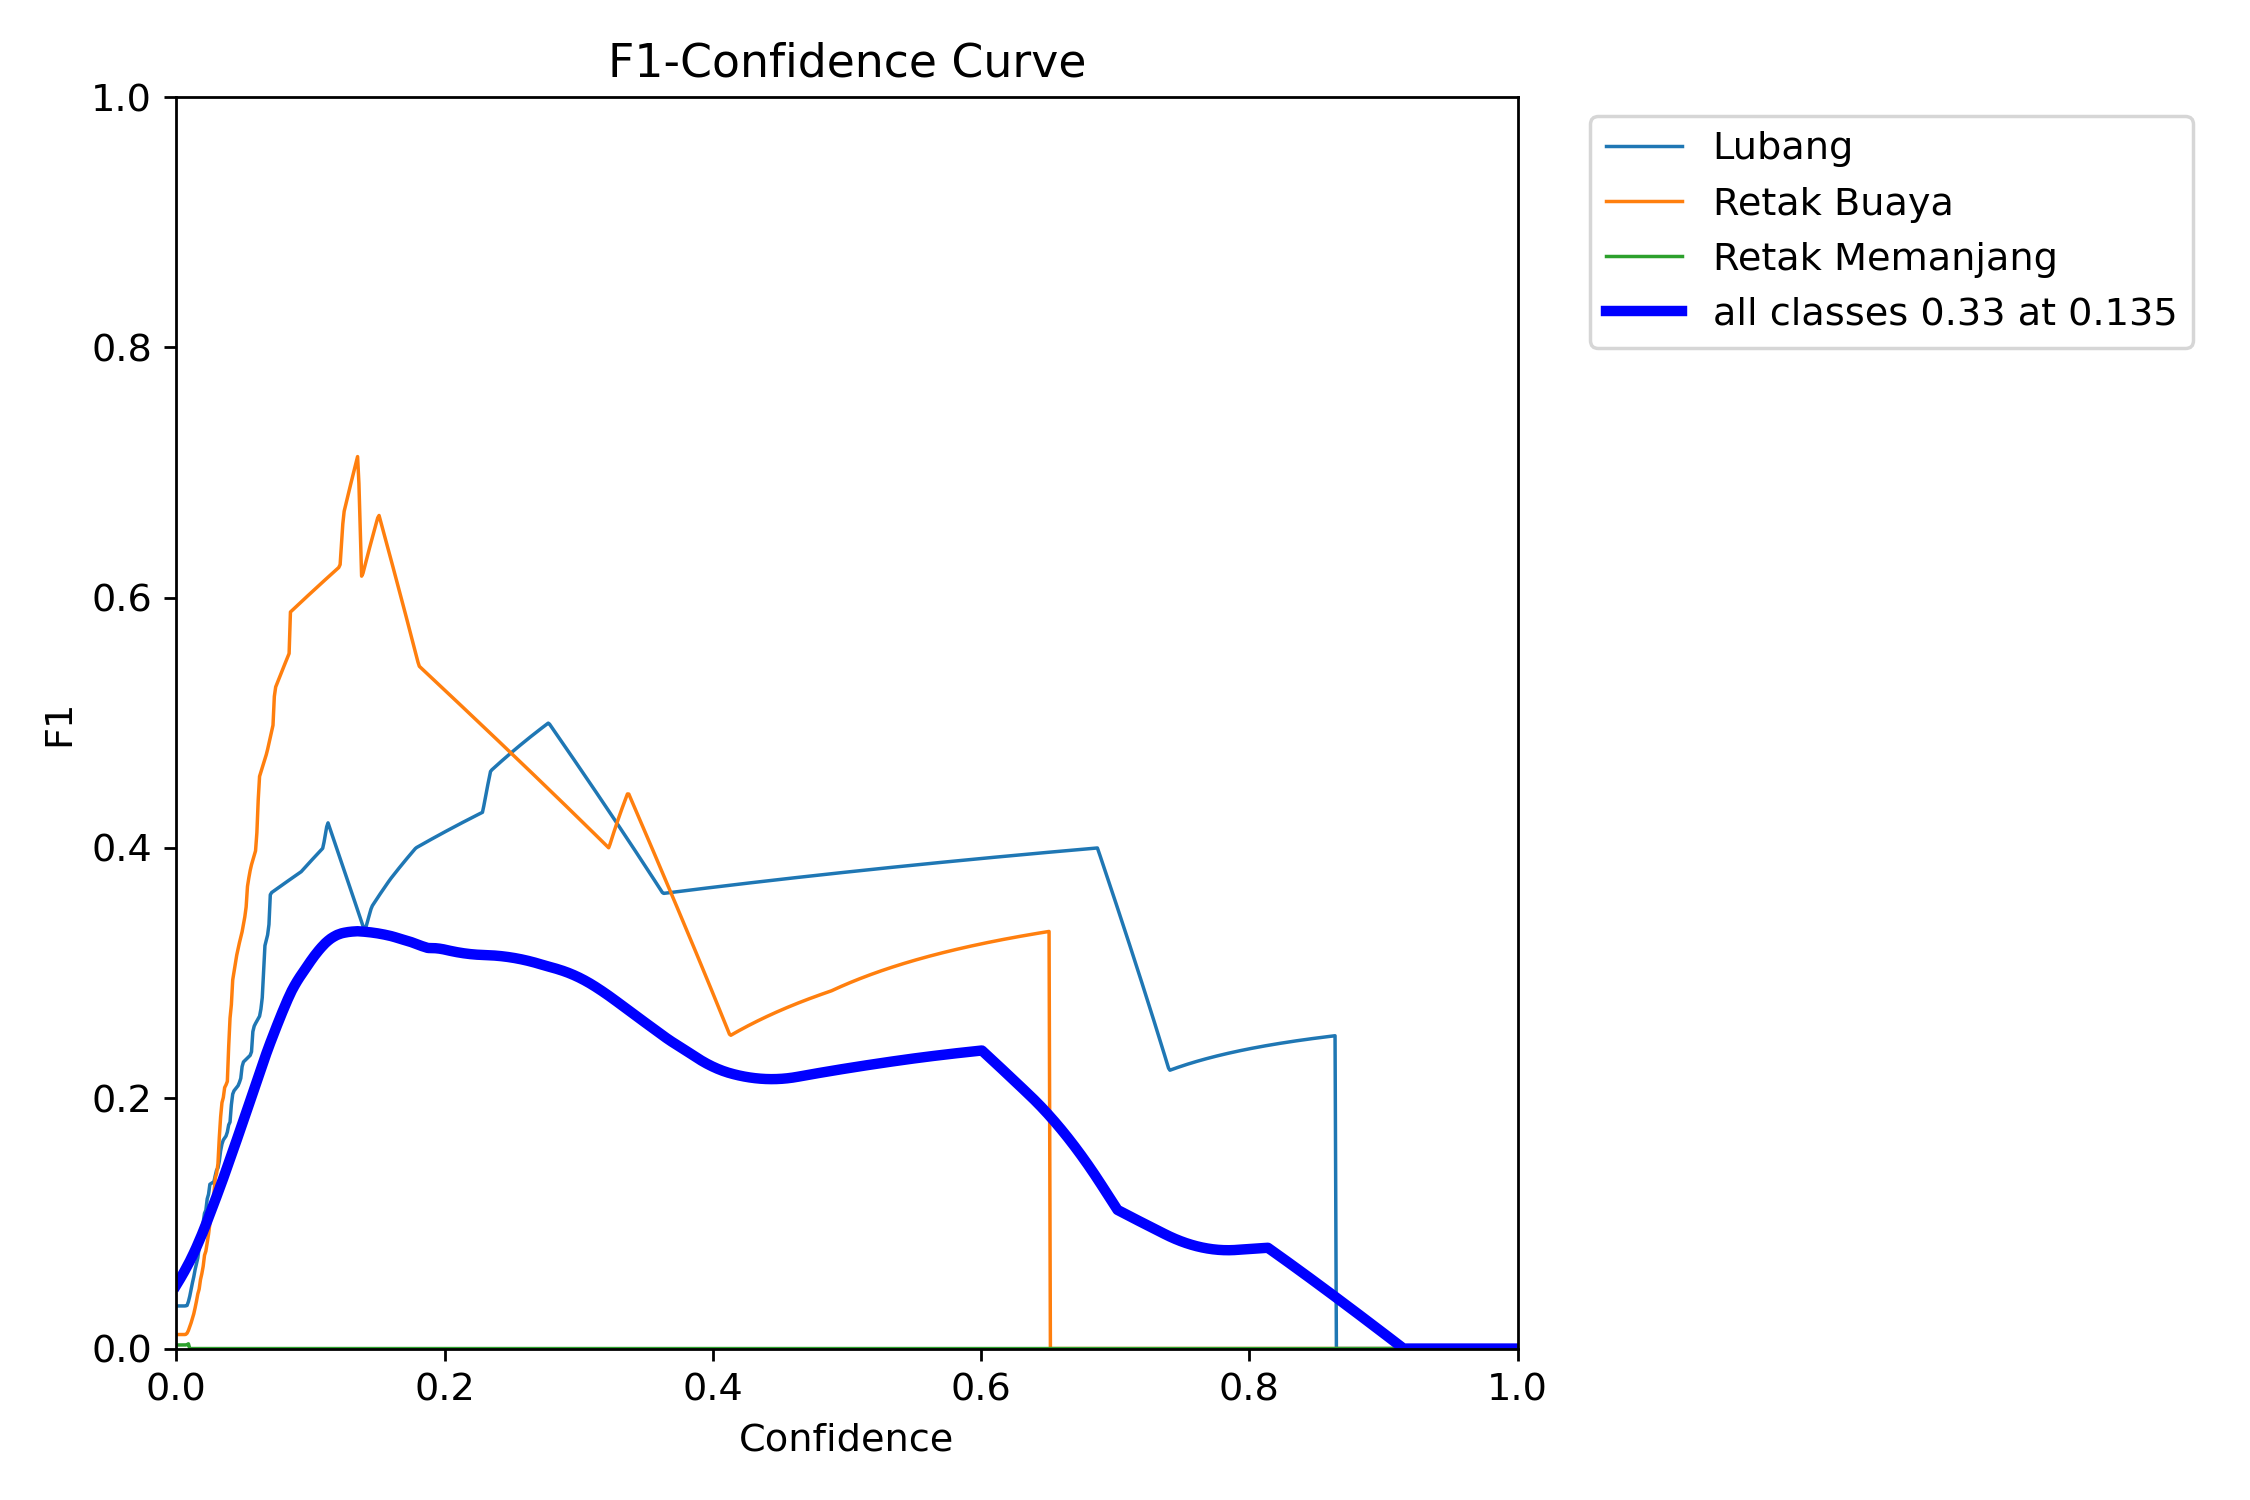 F1-Confidence Curve
1.0
0.8
0.6
0.4
0.2
0.0
F1
0.0 0.2 0.4 0.6 0.8 1.0
Confidence
Lubang
Retak Buaya
Retak Memanjang
all classes 0.33 at 0.135